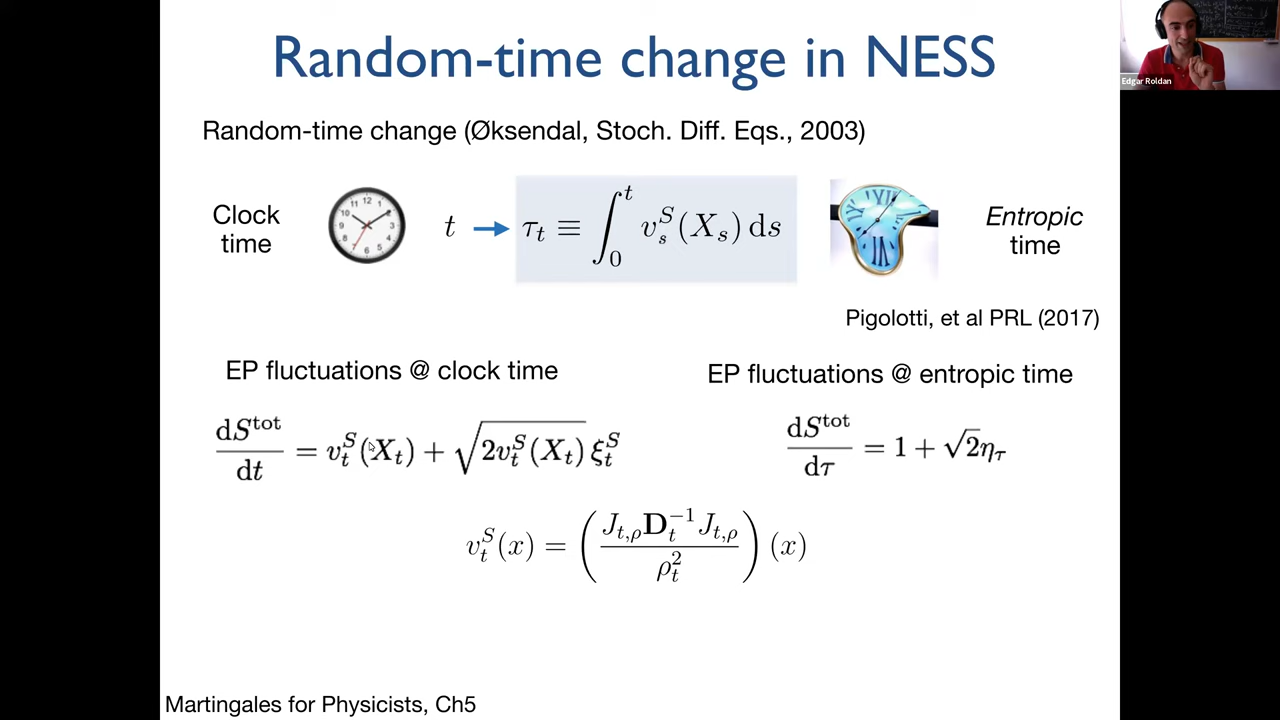 Random-time change in NESS
Edgar Roldan
Random-time change (Øksendal, Stoch. Diff. Eqs., 2003)
Clock
time
t → τ_t ≡ ∫_0^t v_s^S(X_s) ds
Entropic
time
Pigolotti, et al PRL (2017)
EP fluctuations @ clock time
EP fluctuations @ entropic time
dS^tot/dt = v_t^S(X_t) + √(2v_t^S(X_t)) ξ_t^S
dS^tot/dτ = 1 + √2 η_τ
v_t^S(x) = (J_{t,ρ} D_t^{-1} J_{t,ρ} / ρ_t^2)(x)
Martingales for Physicists, Ch5